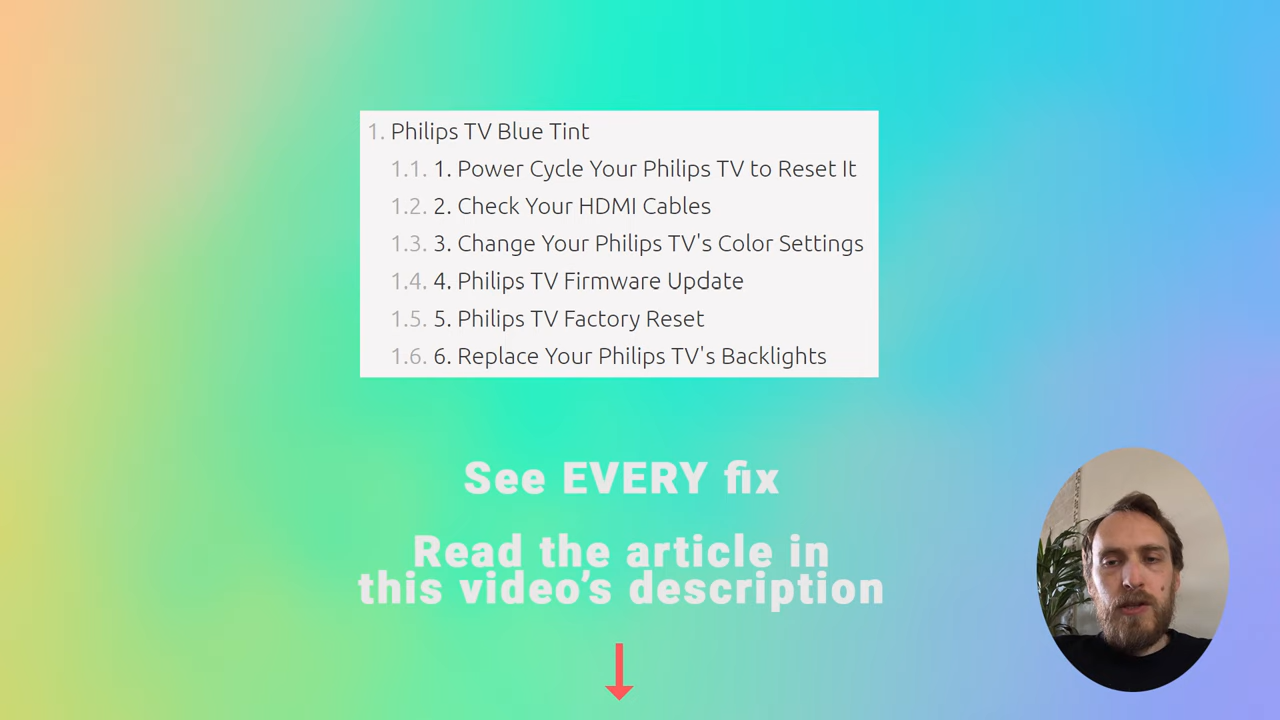 1. Philips TV Blue Tint
1.1. 1. Power Cycle Your Philips TV to Reset It
1.2. 2. Check Your HDMI Cables
1.3. 3. Change Your Philips TV's Color Settings
1.4. 4. Philips TV Firmware Update
1.5. 5. Philips TV Factory Reset
1.6. 6. Replace Your Philips TV's Backlights
See EVERY fix
Read the article in
this video’s description